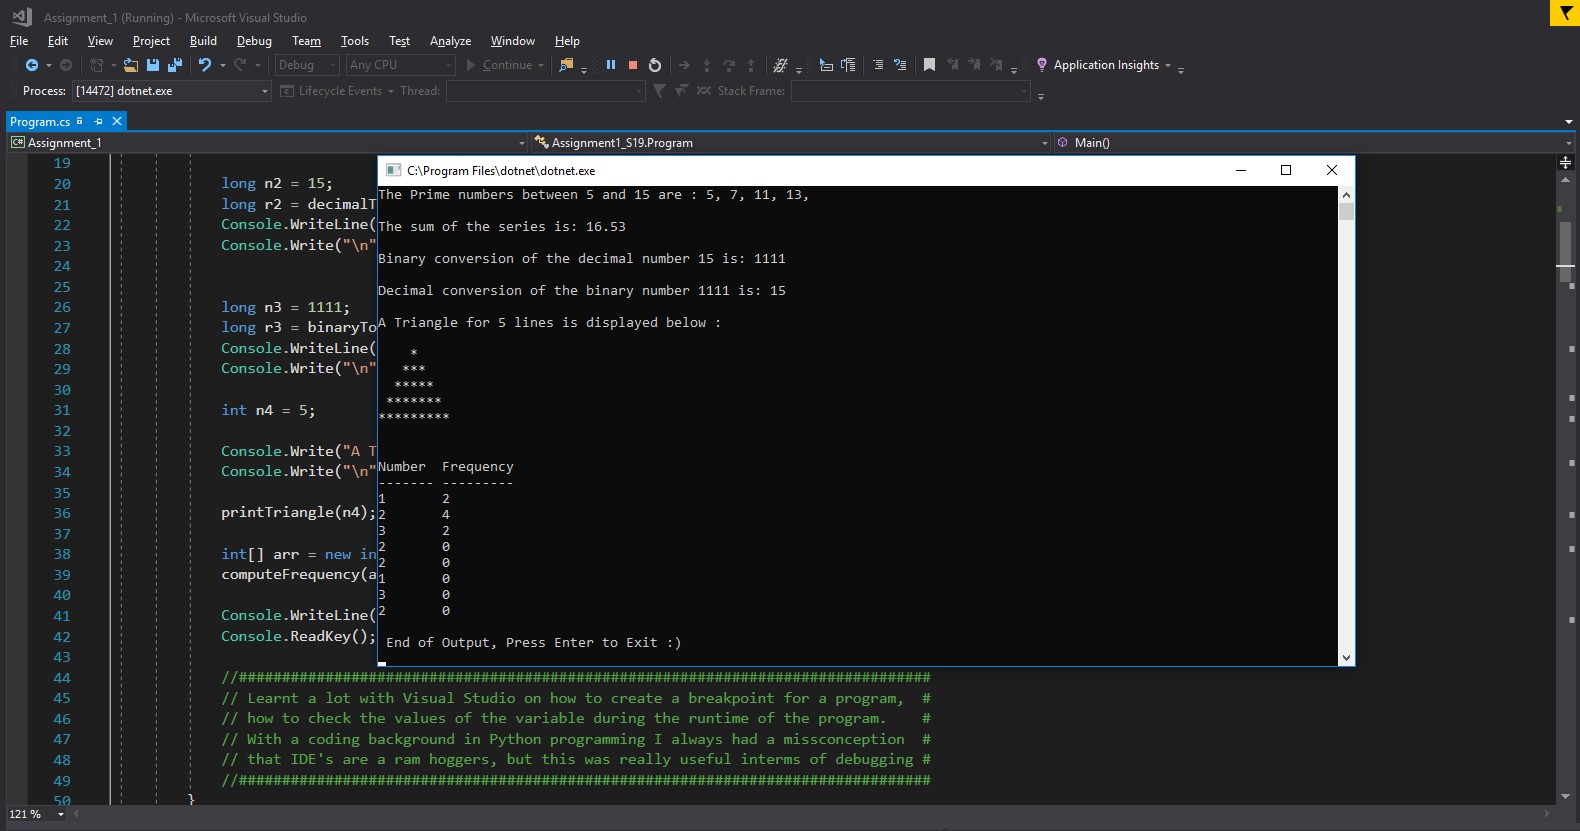 Assignment_1 (Running) - Microsoft Visual Studio
File Edit View Project Build Debug Team Tools Test Analyze Window Help
Debug Any CPU Continue Application Insights
Process: [14472] dotnet.exe Lifecycle Events Thread: Stack Frame:
Program.cs
C# Assignment_1 Assignment1_S19.Program Main()
19
20 long n2 = 15;
21 long r2 = decimalT
22 Console.WriteLine(
23 Console.Write("\n"
24
25
26 long n3 = 1111;
27 long r3 = binaryTo
28 Console.WriteLine(
29 Console.Write("\n"
30
31 int n4 = 5;
32
33 Console.Write("A T
34 Console.Write("\n"
35
36 printTriangle(n4);
37
38 int[] arr = new in
39 computeFrequency(a
40
41 Console.WriteLine(
42 Console.ReadKey();
43
44 //################################################################################
45 // Learnt a lot with Visual Studio on how to create a breakpoint for a program, #
46 // how to check the values of the variable during the runtime of the program. #
47 // With a coding background in Python programming I always had a missconception #
48 // that IDE's are a ram hoggers, but this was really useful interms of debugging #
49 //################################################################################
50 }
121 %
C:\Program Files\dotnet\dotnet.exe
The Prime numbers between 5 and 15 are : 5, 7, 11, 13,
The sum of the series is: 16.53
Binary conversion of the decimal number 15 is: 1111
Decimal conversion of the binary number 1111 is: 15
A Triangle for 5 lines is displayed below :
*
***
*****
*******
*********
Number Frequency
------- ---------
1 2
2 4
3 2
2 0
2 0
1 0
3 0
2 0
End of Output, Press Enter to Exit :)